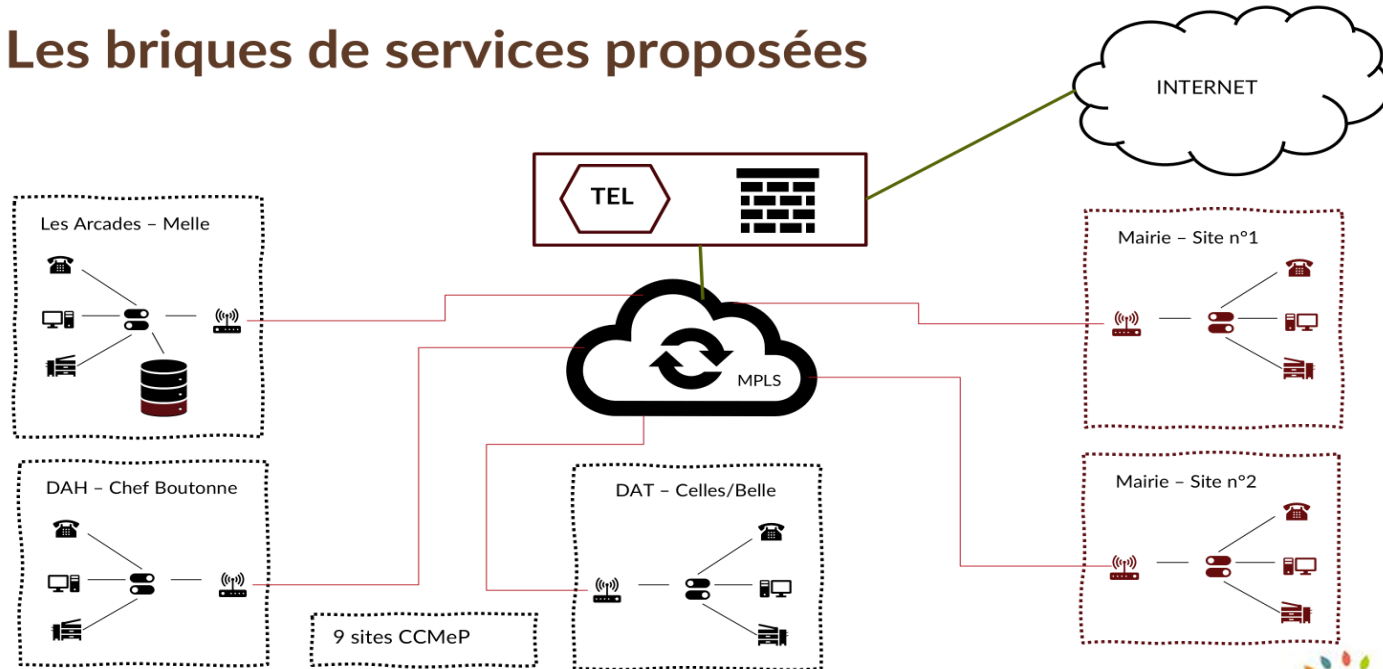 Les briques de services proposées
INTERNET
TEL
Les Arcades – Melle
Mairie – Site n°1
MPLS
DAH – Chef Boutonne
DAT – Celles/Belle
Mairie – Site n°2
9 sites CCMeP